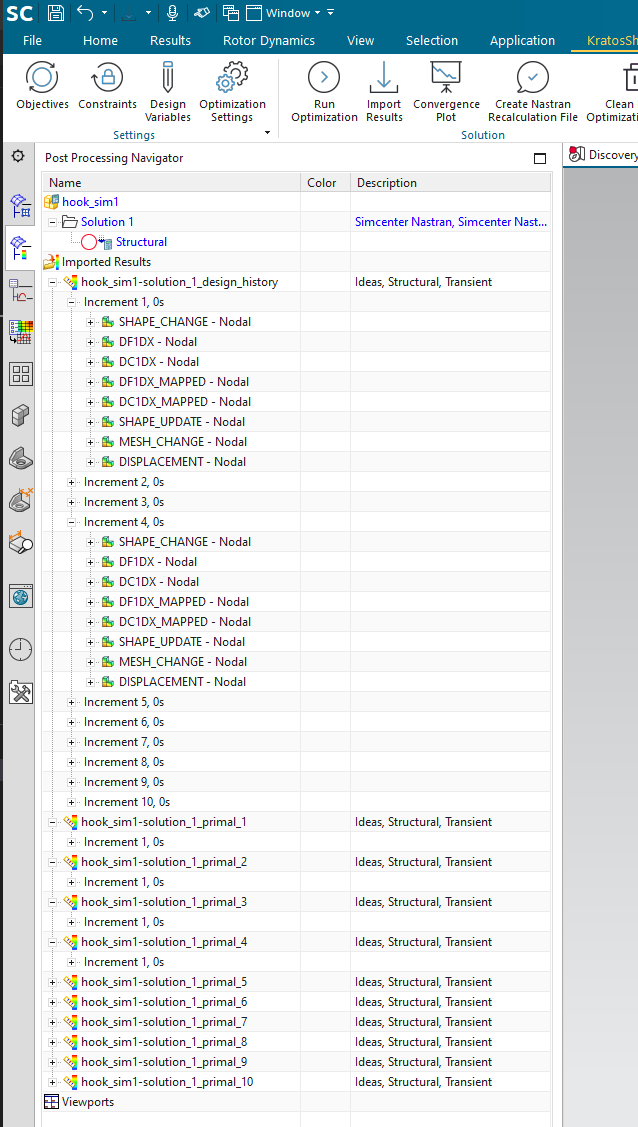 SC Window
File Home Results Rotor Dynamics View Selection Application KratosSh
Objectives Constraints Design Variables Optimization Settings Run Optimization Import Results Convergence Plot Create Nastran Recalculation File Clean Optimizati
Settings Solution
Post Processing Navigator
Discovery
Name Color Description
hook_sim1
Solution 1 Simcenter Nastran, Simcenter Nast...
Structural
Imported Results
hook_sim1-solution_1_design_history Ideas, Structural, Transient
Increment 1, 0s
SHAPE_CHANGE - Nodal
DF1DX - Nodal
DC1DX - Nodal
DF1DX_MAPPED - Nodal
DC1DX_MAPPED - Nodal
SHAPE_UPDATE - Nodal
MESH_CHANGE - Nodal
DISPLACEMENT - Nodal
Increment 2, 0s
Increment 3, 0s
Increment 4, 0s
SHAPE_CHANGE - Nodal
DF1DX - Nodal
DC1DX - Nodal
DF1DX_MAPPED - Nodal
DC1DX_MAPPED - Nodal
SHAPE_UPDATE - Nodal
MESH_CHANGE - Nodal
DISPLACEMENT - Nodal
Increment 5, 0s
Increment 6, 0s
Increment 7, 0s
Increment 8, 0s
Increment 9, 0s
Increment 10, 0s
hook_sim1-solution_1_primal_1 Ideas, Structural, Transient
Increment 1, 0s
hook_sim1-solution_1_primal_2 Ideas, Structural, Transient
Increment 1, 0s
hook_sim1-solution_1_primal_3 Ideas, Structural, Transient
Increment 1, 0s
hook_sim1-solution_1_primal_4 Ideas, Structural, Transient
Increment 1, 0s
hook_sim1-solution_1_primal_5 Ideas, Structural, Transient
hook_sim1-solution_1_primal_6 Ideas, Structural, Transient
hook_sim1-solution_1_primal_7 Ideas, Structural, Transient
hook_sim1-solution_1_primal_8 Ideas, Structural, Transient
hook_sim1-solution_1_primal_9 Ideas, Structural, Transient
hook_sim1-solution_1_primal_10 Ideas, Structural, Transient
Viewports